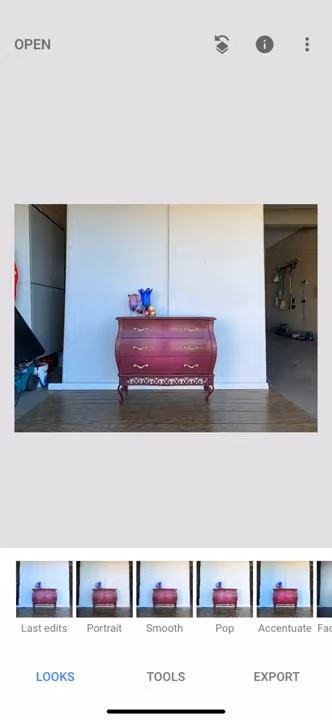 OPEN
Last edits
Portrait
Smooth
Pop
Accentuate
LOOKS
TOOLS
EXPORT